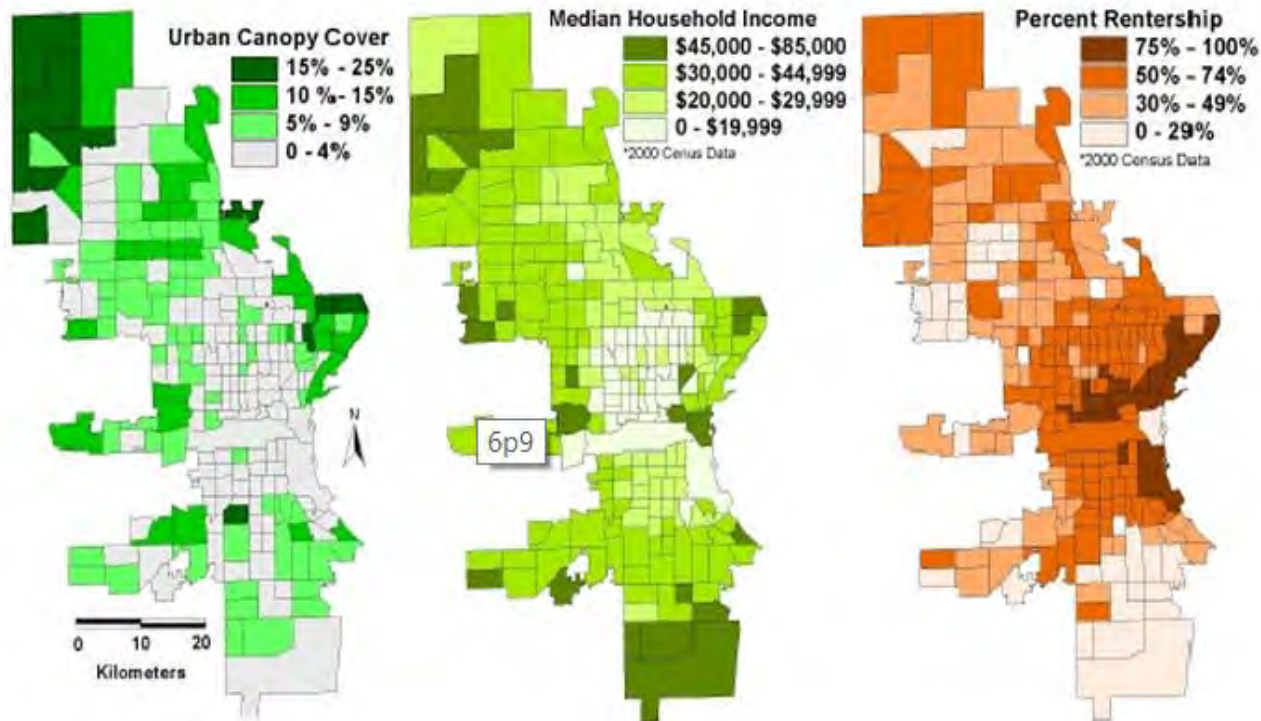 Urban Canopy Cover
15% - 25%
10 %- 15%
5% - 9%
0 - 4%
N
0 10 20
Kilometers
Median Household Income
$45,000 - $85,000
$30,000 - $44,999
$20,000 - $29,999
0 - $19,999
*2000 Cenius Data
6p9
Percent Rentership
75% - 100%
50% - 74%
30% - 49%
0 - 29%
*2000 Census Data